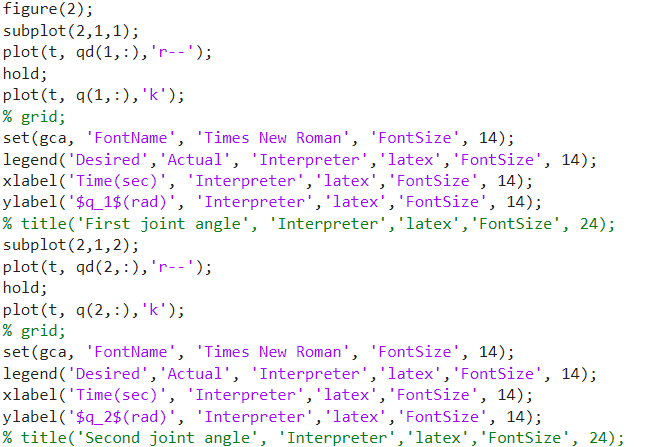 figure(2);
subplot(2,1,1);
plot(t, qd(1,:),'r--');
hold;
plot(t, q(1,:),'k');
% grid;
set(gca, 'FontName', 'Times New Roman', 'FontSize', 14);
legend('Desired','Actual', 'Interpreter','latex','FontSize', 14);
xlabel('Time(sec)', 'Interpreter','latex','FontSize', 14);
ylabel('$q_1$(rad)', 'Interpreter','latex','FontSize', 14);
% title('First joint angle', 'Interpreter','latex','FontSize', 24);
subplot(2,1,2);
plot(t, qd(2,:),'r--');
hold;
plot(t, q(2,:),'k');
% grid;
set(gca, 'FontName', 'Times New Roman', 'FontSize', 14);
legend('Desired','Actual', 'Interpreter','latex','FontSize', 14);
xlabel('Time(sec)', 'Interpreter','latex','FontSize', 14);
ylabel('$q_2$(rad)', 'Interpreter','latex','FontSize', 14);
% title('Second joint angle', 'Interpreter','latex','FontSize', 24);